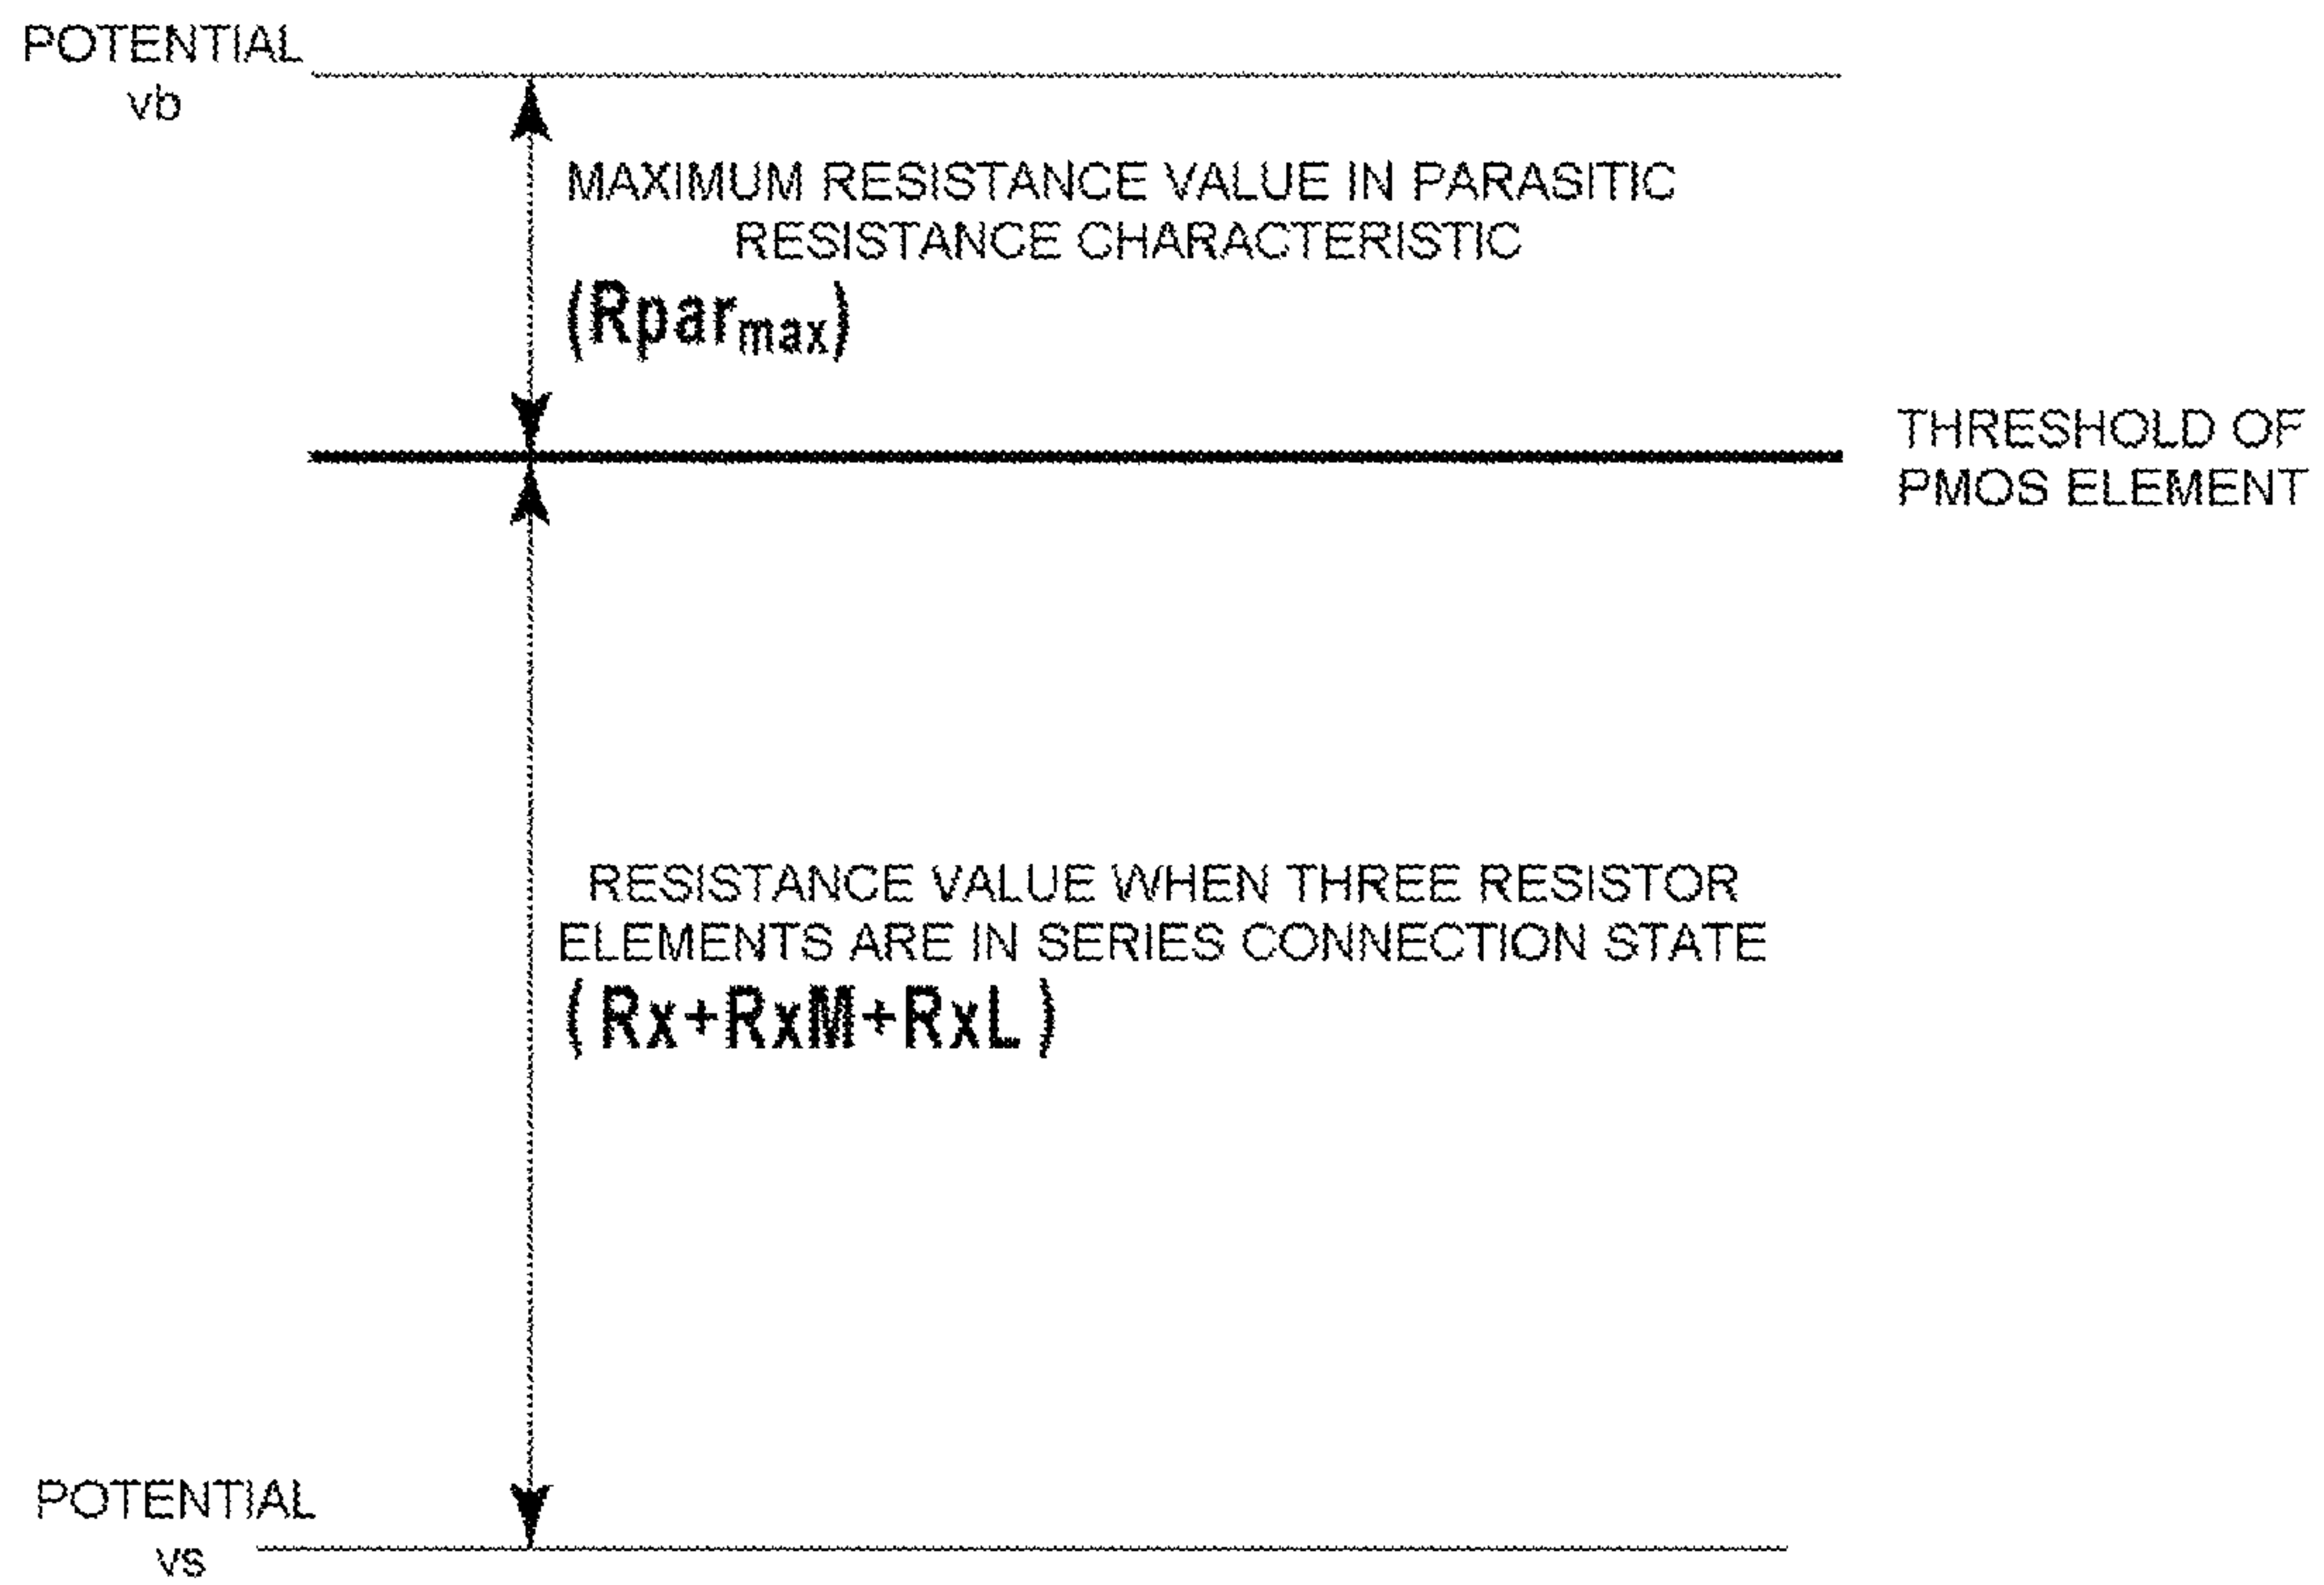 POTENTIAL
vb
MAXIMUM RESISTANCE VALUE IN PARASITIC
RESISTANCE CHARACTERISTIC
(Rparmax)
THRESHOLD OF
PMOS ELEMENT
RESISTANCE VALUE WHEN THREE RESISTOR
ELEMENTS ARE IN SERIES CONNECTION STATE
(Rx+RxM+RxL)
POTENTIAL
vs